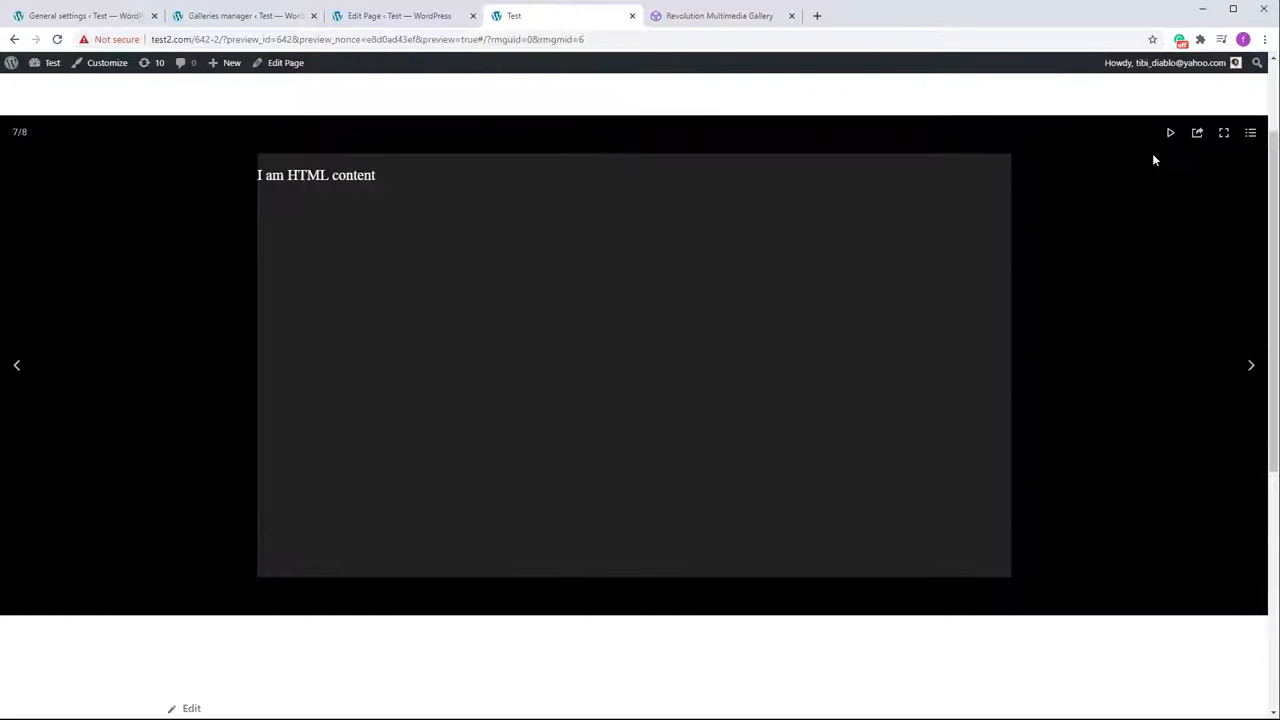 General settings ‹ Test — WordPr
Galleries manager ‹ Test — Wor
Edit Page ‹ Test — WordPress
Test
Revolution Multimedia Gallery
Not secure
test2.com/642-2/?preview_id=642&preview_nonce=e8d0ad43ef&preview=true#/?rmguid=0&rmgmid=6
off
f
Test
Customize
10
0
New
Edit Page
Howdy, tibi_diablo@yahoo.com
7/8
I am HTML content
Edit